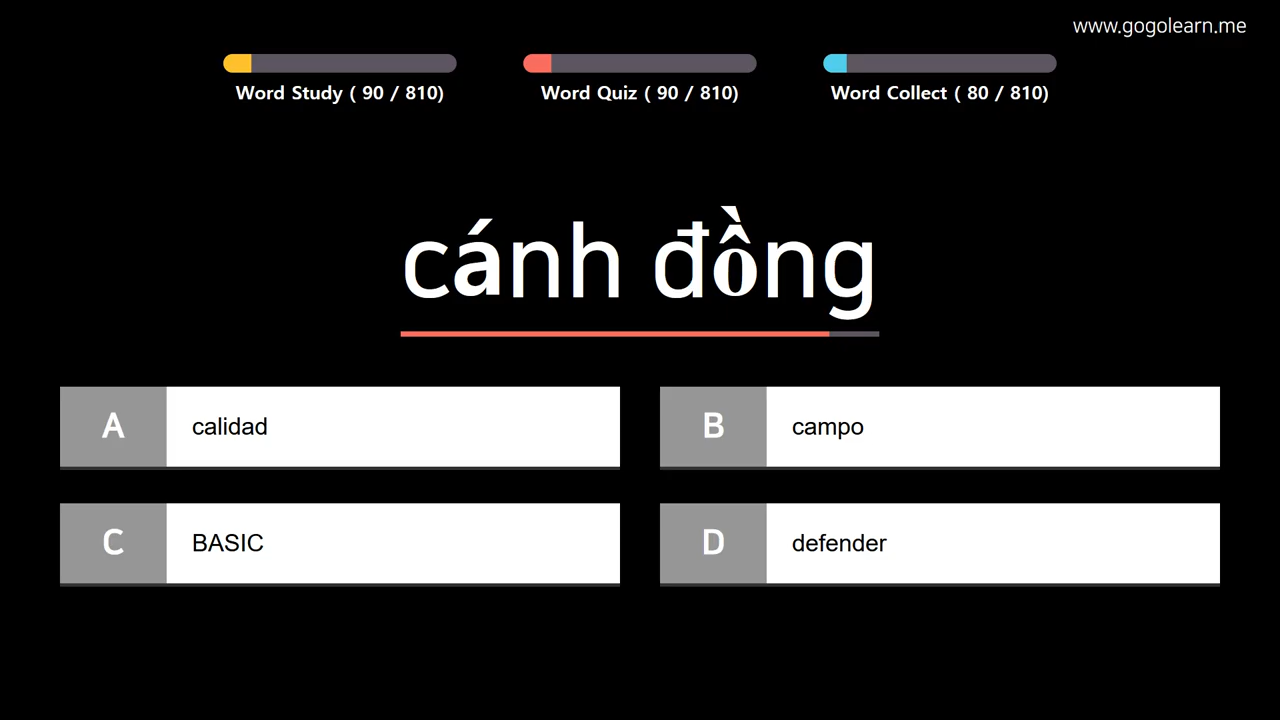 www.gogolearn.me
Word Study ( 90 / 810)
Word Quiz ( 90 / 810)
Word Collect ( 80 / 810)
cánh đồng
A calidad
B campo
C BASIC
D defender